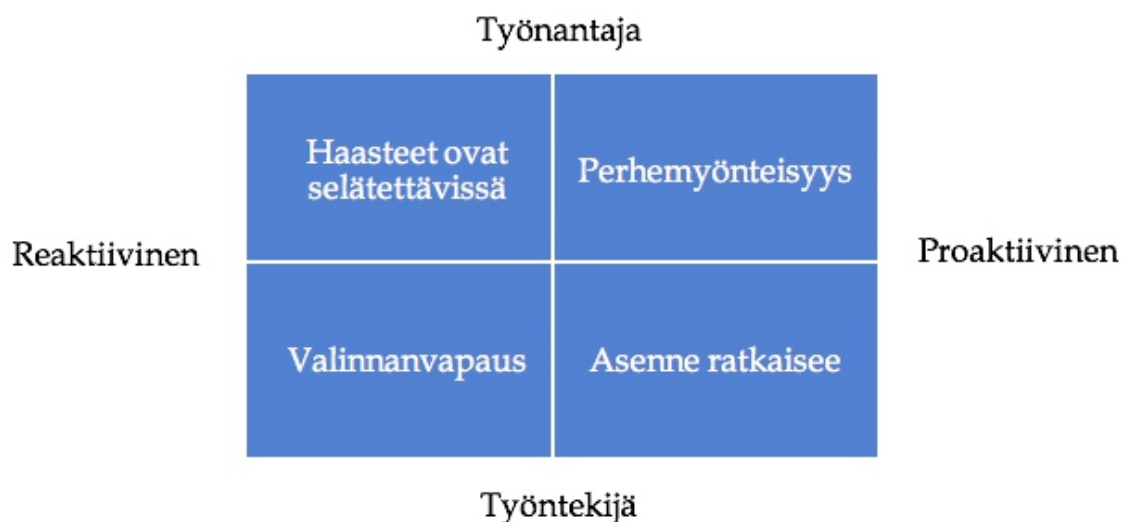 Työnantaja
Haasteet ovat
selätettävissä
Perhemyönteisyys
Reaktiivinen
Proaktiivinen
Valinnanvapaus
Asenne ratkaisee
Työntekijä